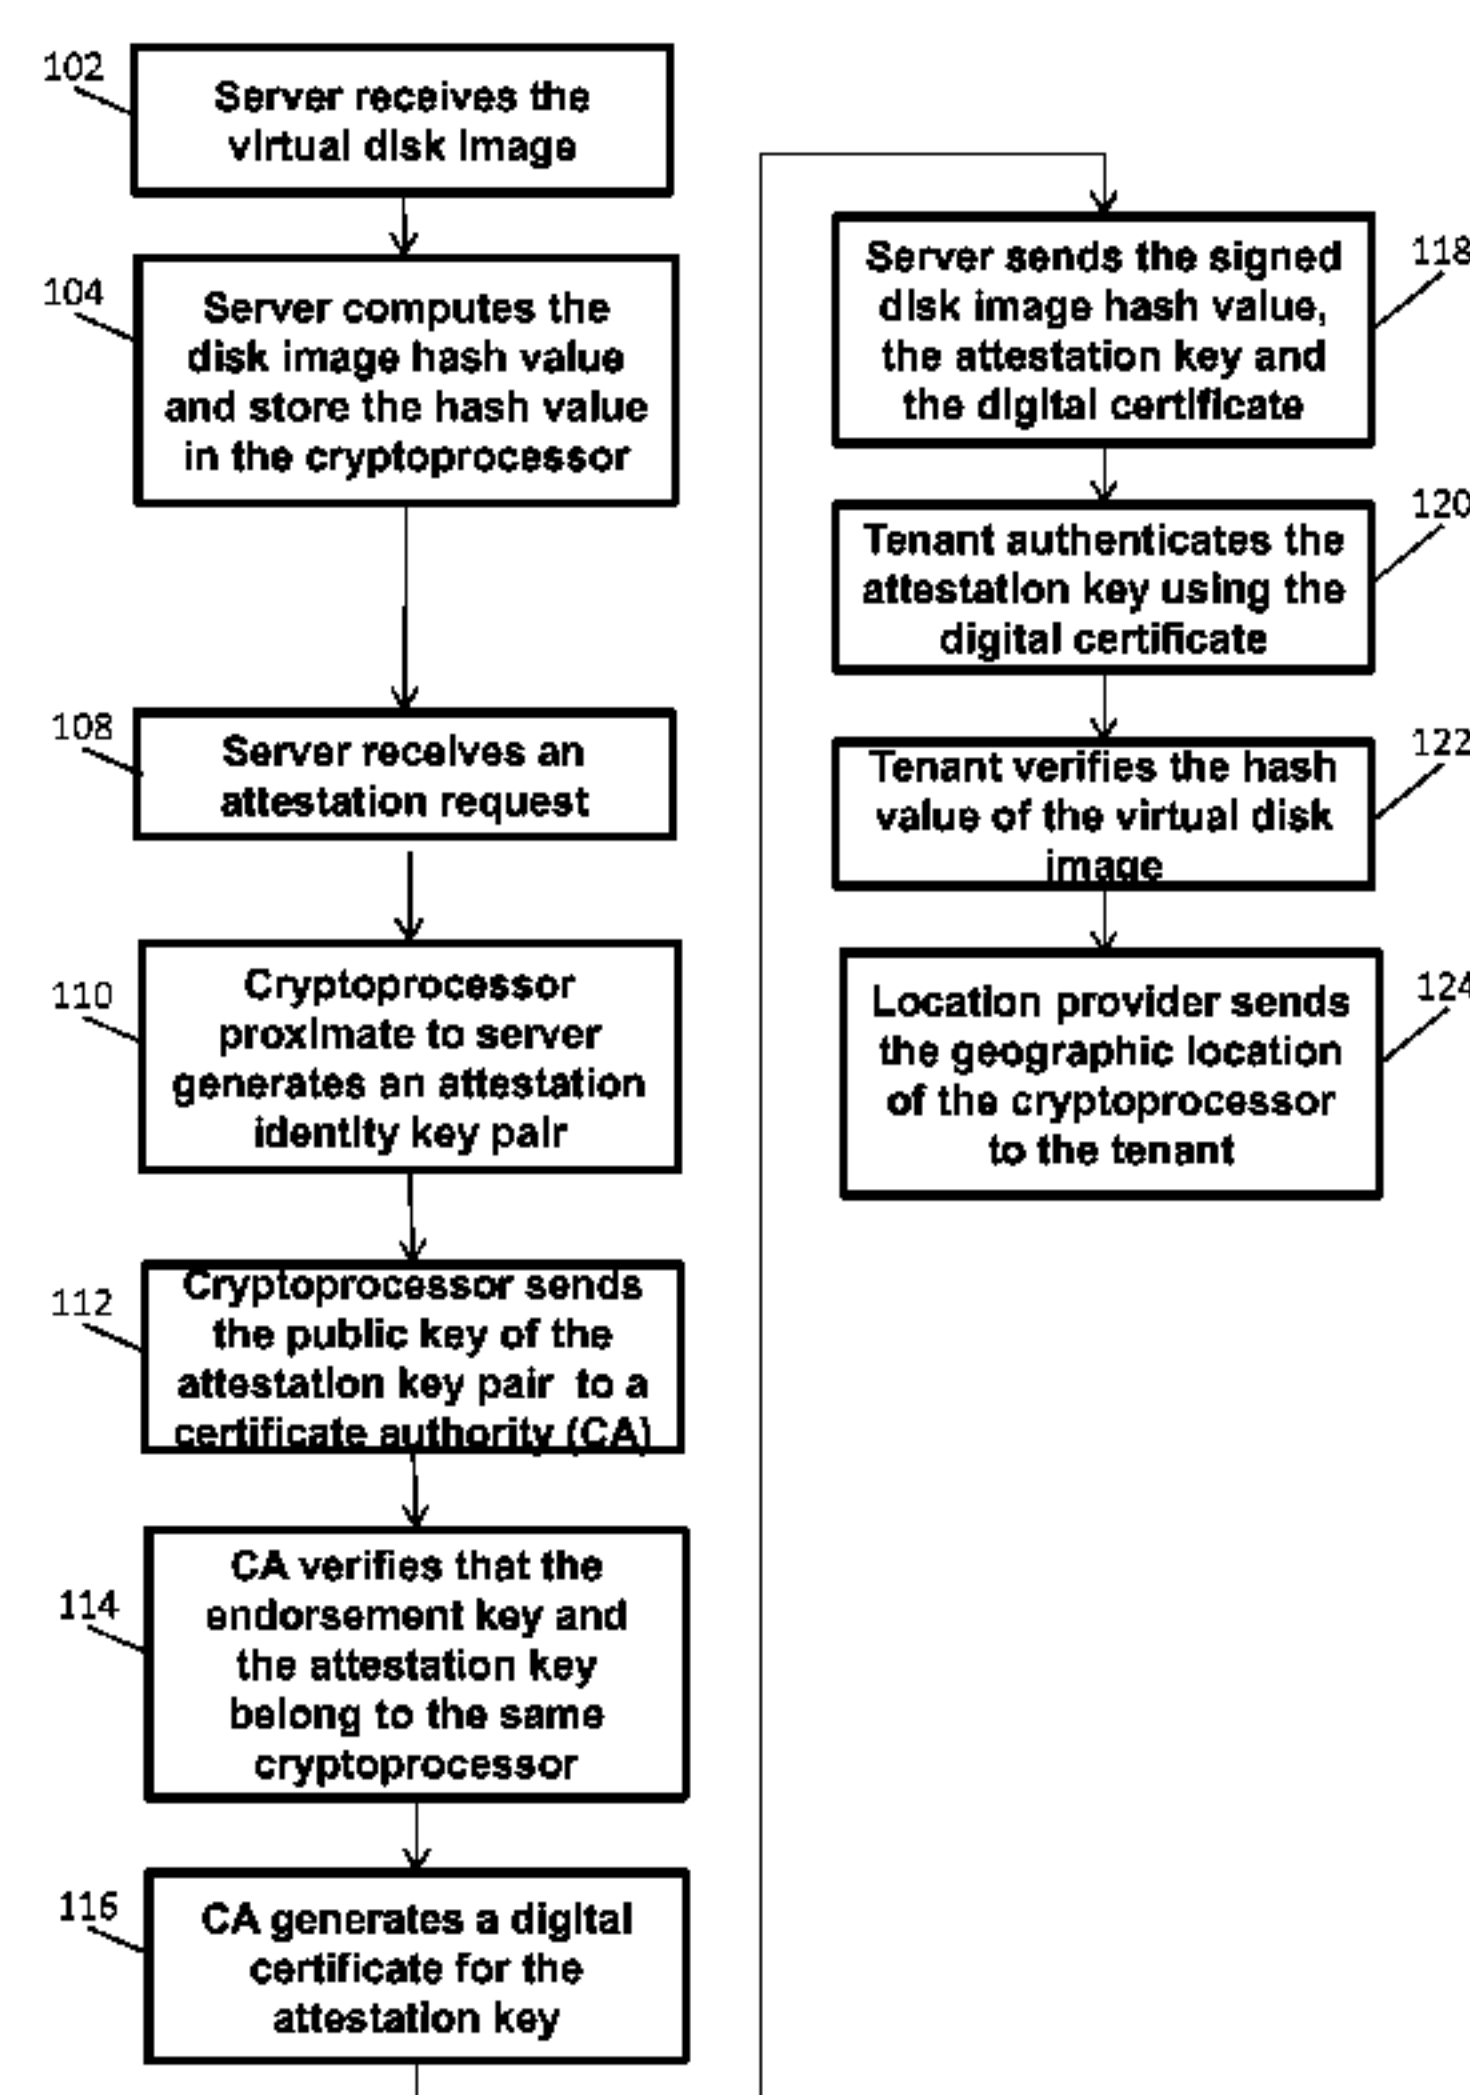 102
Server receives the
virtual disk image
104
Server computes the
disk image hash value
and store the hash value
in the cryptoprocessor
108
Server receives an
attestation request
110
Cryptoprocessor
proximate to server
generates an attestation
identity key pair
112
Cryptoprocessor sends
the public key of the
attestation key pair to a
certificate authority (CA)
114
CA verifies that the
endorsement key and
the attestation key
belong to the same
cryptoprocessor
116
CA generates a digital
certificate for the
attestation key
118
Server sends the signed
disk image hash value,
the attestation key and
the digital certificate
120
Tenant authenticates the
attestation key using the
digital certificate
122
Tenant verifies the hash
value of the virtual disk
image
124
Location provider sends
the geographic location
of the cryptoprocessor
to the tenant